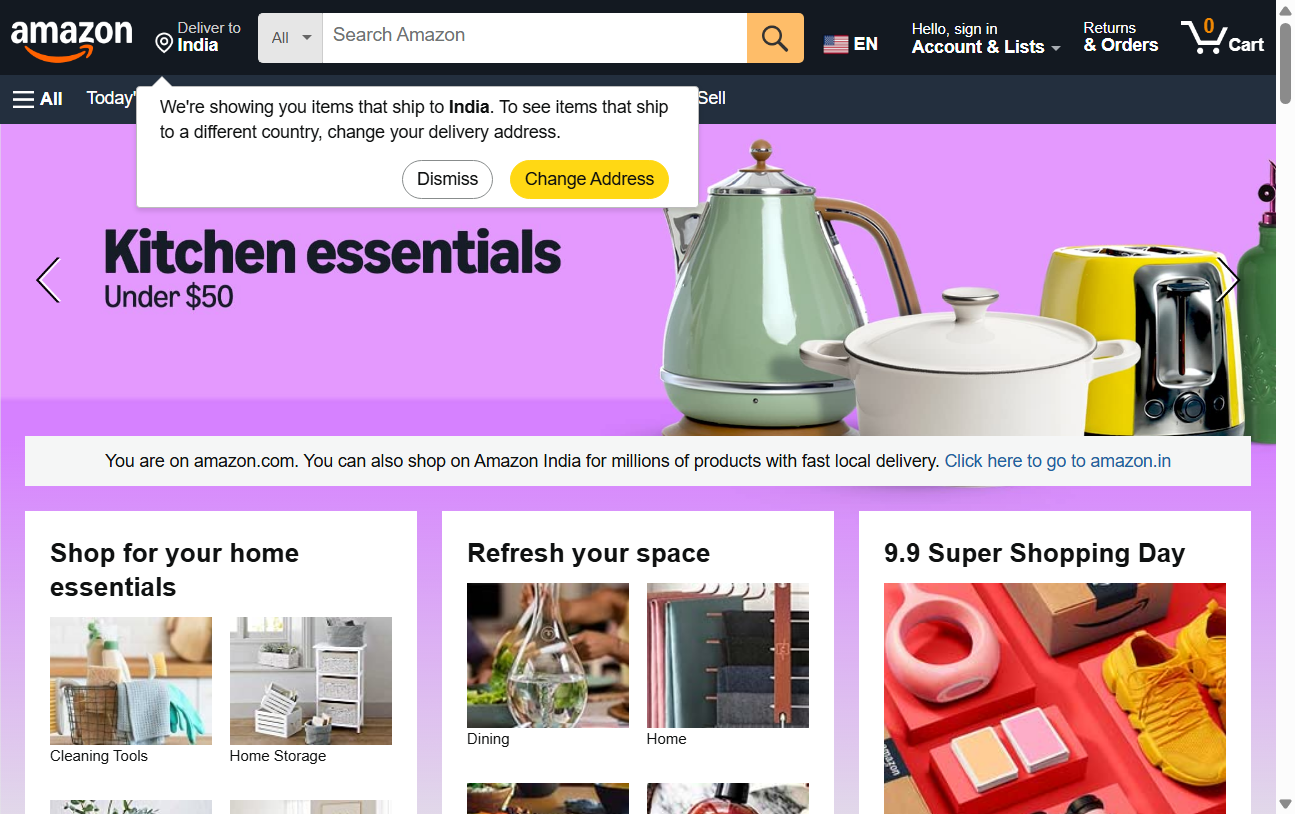 amazon
Deliver to
India
All
Search Amazon
EN
Hello, sign in
Account & Lists
Returns
& Orders
0
Cart
All
Today'
Sell
We're showing you items that ship to India. To see items that ship
to a different country, change your delivery address.
Dismiss
Change Address
Kitchen essentials
Under $50
You are on amazon.com. You can also shop on Amazon India for millions of products with fast local delivery. Click here to go to amazon.in
Shop for your home
essentials
Refresh your space
9.9 Super Shopping Day
Cleaning Tools
Home Storage
Dining
Home
amazon